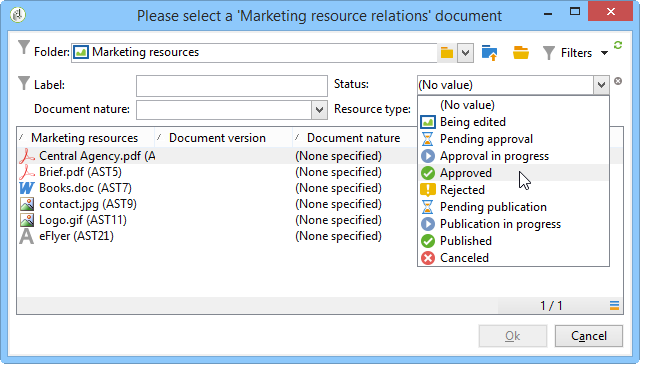 Please select a 'Marketing resource relations' document
Folder: Marketing resources Filters
Label: Status: (No value)
Document nature: Resource type:
(No value)
Being edited
Pending approval
Approval in progress
Approved
Rejected
Pending publication
Publication in progress
Published
Canceled
Marketing resources Document version Document nature
Central Agency.pdf (A (None specified)
Brief.pdf (AST5) (None specified)
Books.doc (AST7) (None specified)
contact.jpg (AST9) (None specified)
Logo.gif (AST11) (None specified)
eFlyer (AST21) (None specified)
1 / 1
Ok Cancel